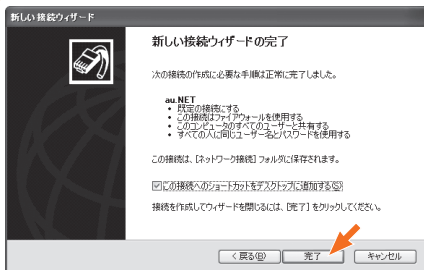 新しい接続ウィザード
新しい接続ウィザードの完了
次の接続の作成に必要な手順は正常に完了しました。
au.NET
• 既定の接続にする
• この接続はファイアウォールを使用する
• このコンピュータのすべてのユーザーと共有する
• すべての人に同じユーザー名とパスワードを使用する
この接続は、[ネットワーク接続] フォルダに保存されます。
この接続へのショートカットをデスクトップに追加する(S)
接続を作成してウィザードを閉じるには、[完了] をクリックしてください。
< 戻る(B)
完了
キャンセル